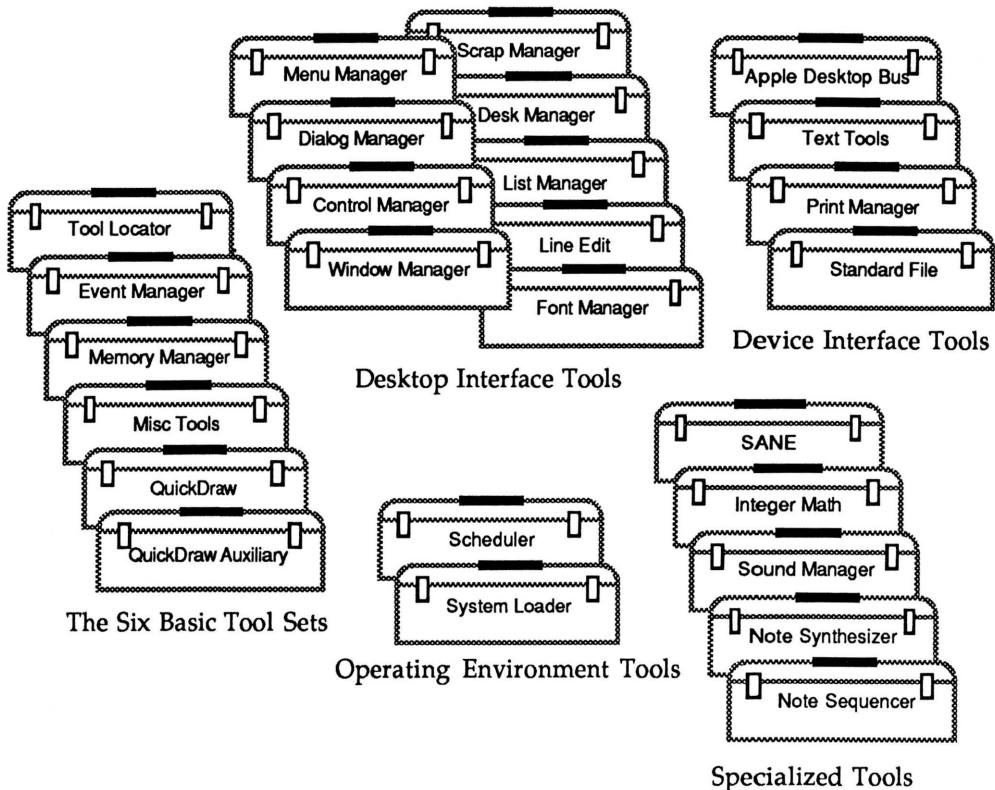 Tool Locator
Event Manager
Memory Manager
Misc Tools
QuickDraw
QuickDraw Auxiliary
The Six Basic Tool Sets
Menu Manager
Dialog Manager
Control Manager
Window Manager
Scrap Manager
Desk Manager
List Manager
Line Edit
Font Manager
Desktop Interface Tools
Apple Desktop Bus
Text Tools
Print Manager
Standard File
Device Interface Tools
Scheduler
System Loader
Operating Environment Tools
SANE
Integer Math
Sound Manager
Note Synthesizer
Note Sequencer
Specialized Tools